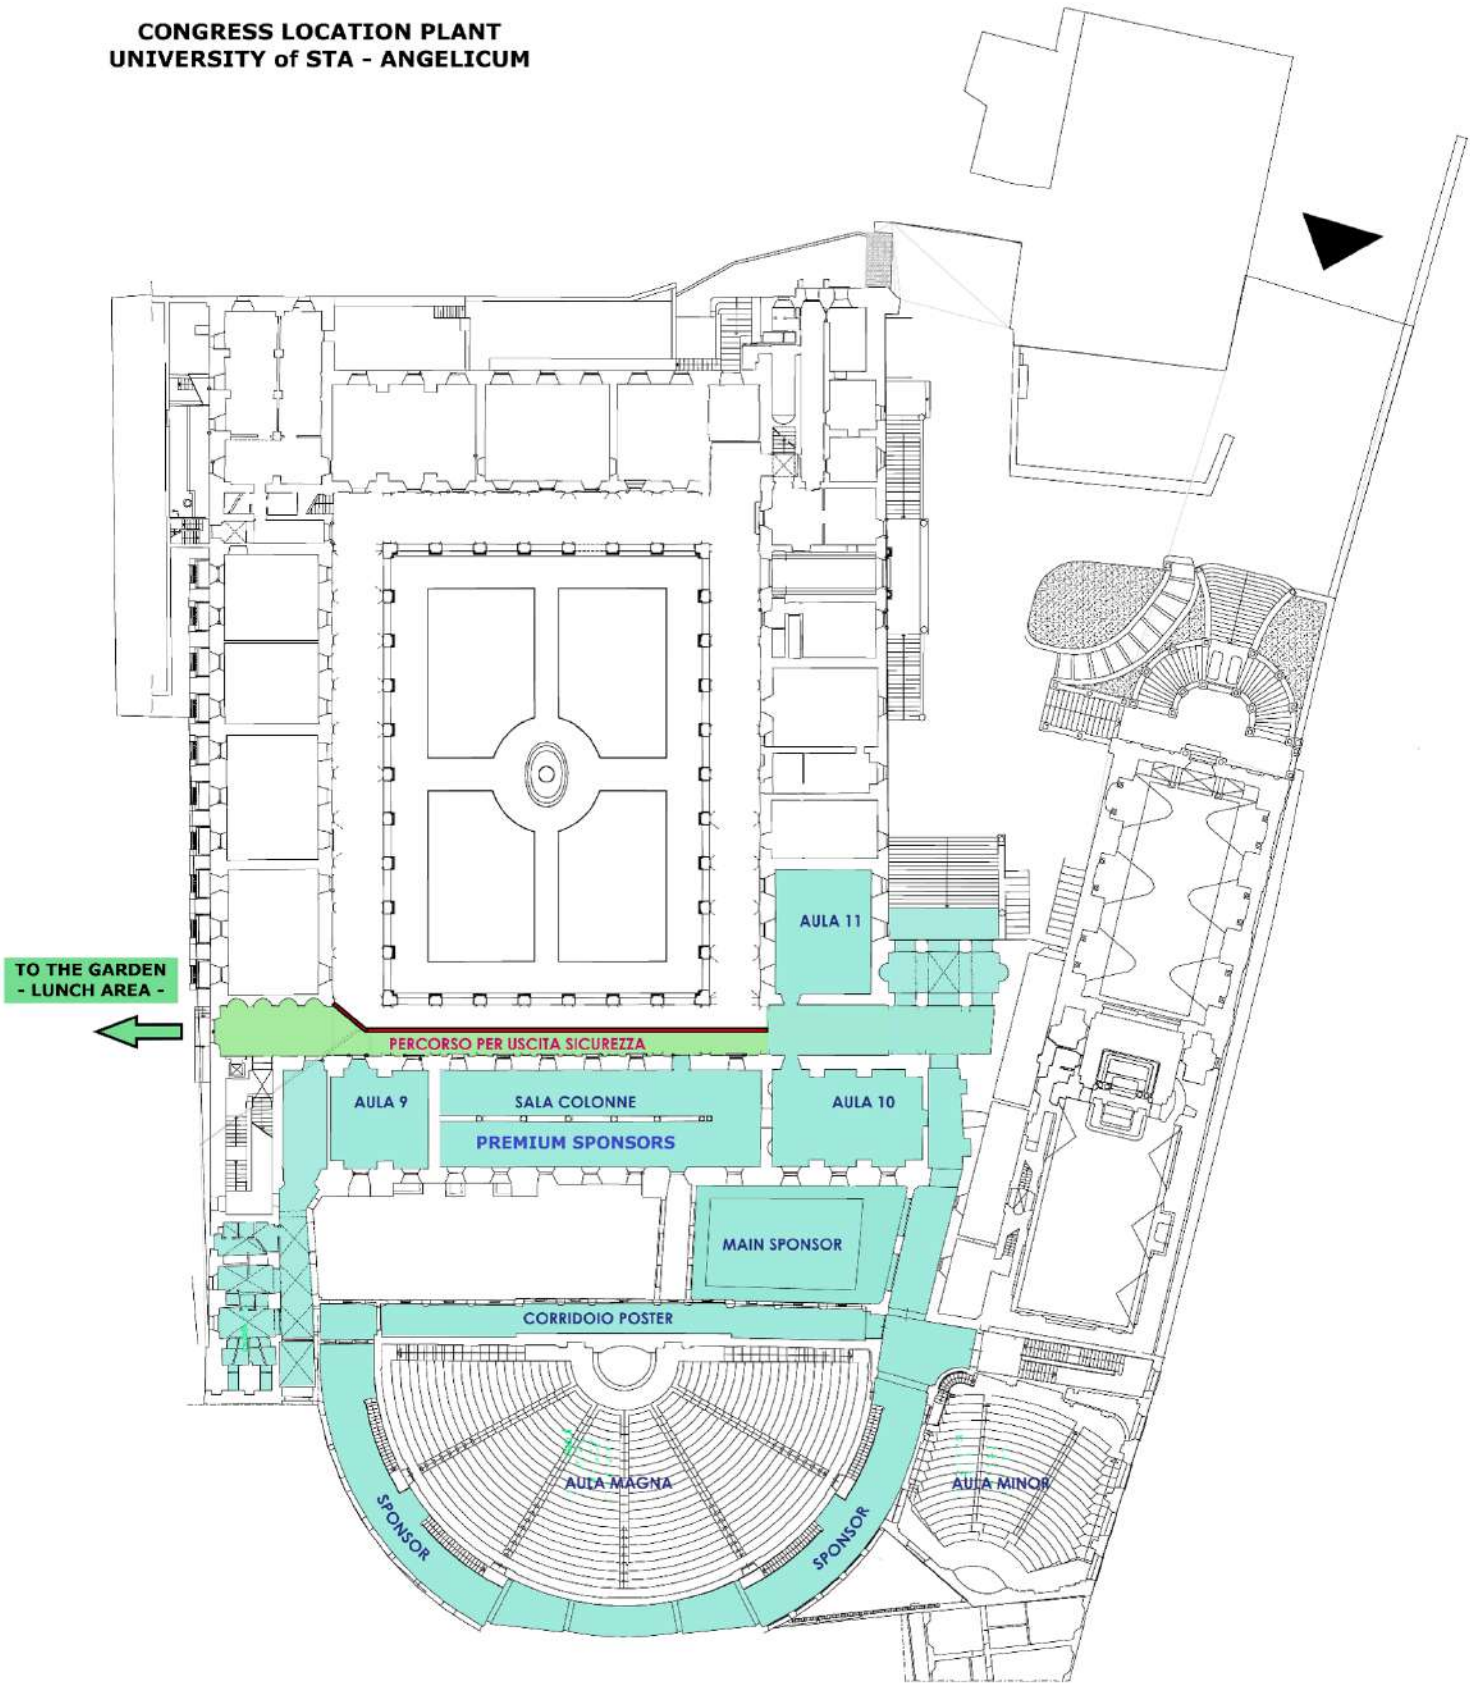 CONGRESS LOCATION PLANT
UNIVERSITY of STA - ANGELICUM
AULA 11
TO THE GARDEN
- LUNCH AREA -
PERCORSO PER USCITA SICUREZZA
AULA 9
SALA COLONNE
AULA 10
PREMIUM SPONSORS
MAIN SPONSOR
CORRIDOIO POSTER
AULA MAGNA
AULA MINOR
SPONSOR
SPONSOR